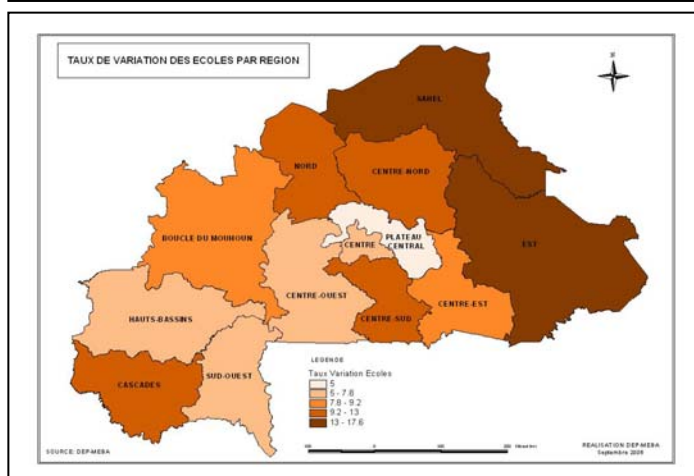 TAUX DE VARIATION DES ECOLES PAR REGION
N
SAHEL
NORD
CENTRE-NORD
BOUCLE DU MOUHOUN
PLATEAU
CENTRAL
CENTRE
EST
CENTRE-OUEST
HAUTS-BASSINS
CENTRE-SUD
CENTRE-EST
SUD-OUEST
CASCADES
LEGENDE
Taux Variation Ecoles
5
5 - 7.8
7.8 - 9.2
9.2 - 13
13 - 17.6
0
SOURCE: DEP-MEBA
REALISATION DEP-MEBA